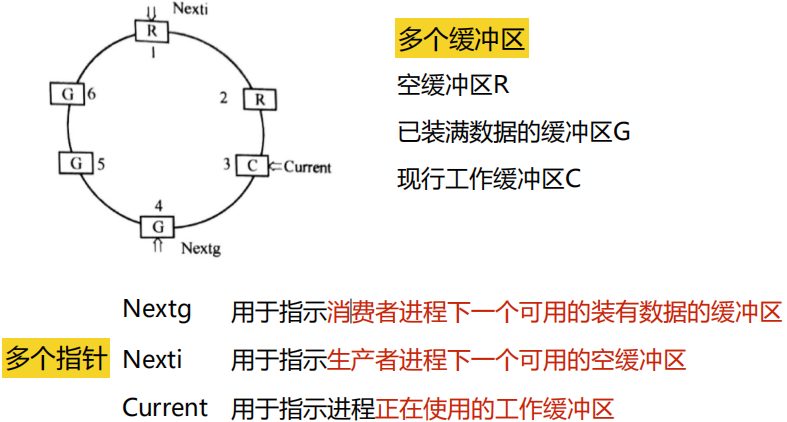 Nexti
R
1
多个缓冲区
空缓冲区R
已装满数据的缓冲区G
现行工作缓冲区C
G 6
2 R
G 5
3 C Current
4
G
Nextg
Nextg 用于指示消费者进程下一个可用的装有数据的缓冲区
多个指针 Nexti 用于指示生产者进程下一个可用的空缓冲区
Current 用于指示进程正在使用的工作缓冲区